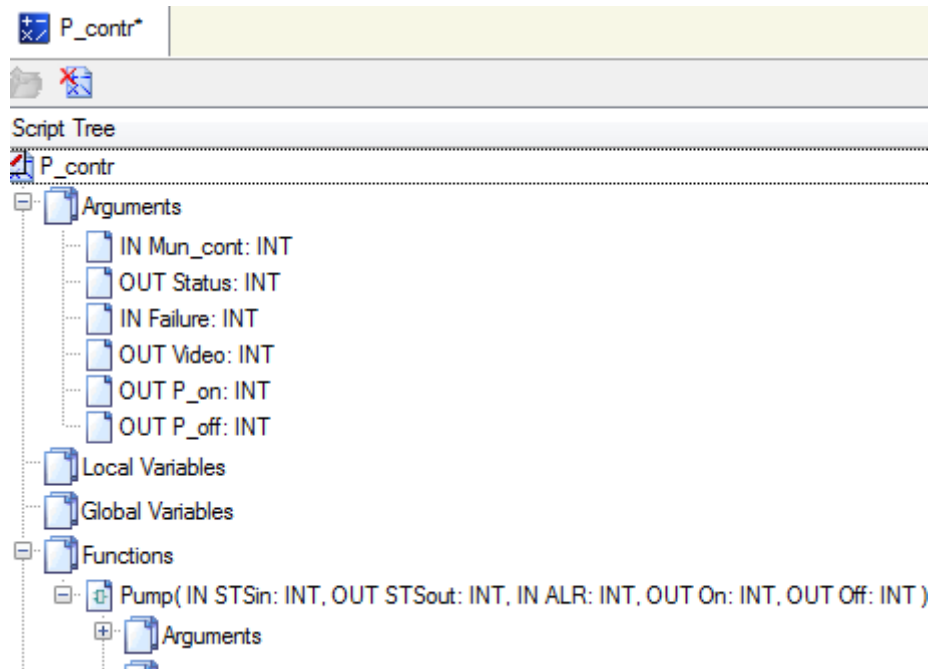 P_contr*
Script Tree
P_contr
Arguments
IN Mun_cont: INT
OUT Status: INT
IN Failure: INT
OUT Video: INT
OUT P_on: INT
OUT P_off: INT
Local Variables
Global Variables
Functions
Pump( IN STSin: INT, OUT STSout: INT, IN ALR: INT, OUT On: INT, OUT Off: INT )
Arguments